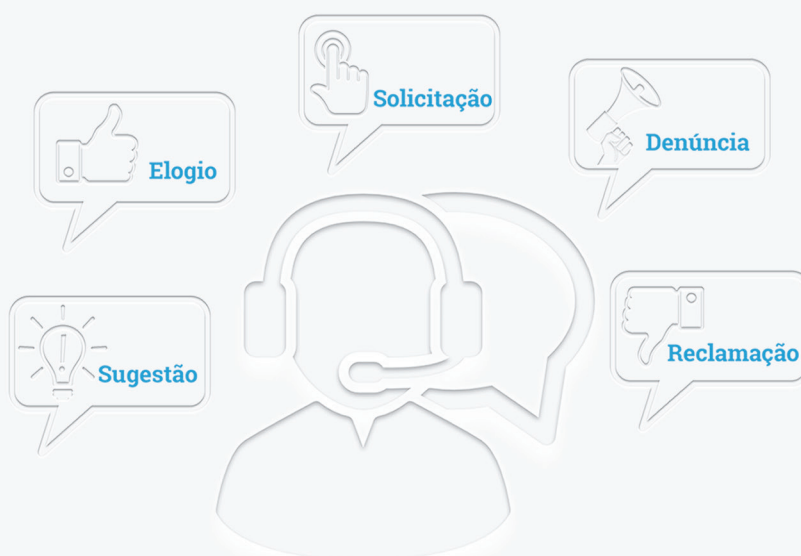 Solicitação
Elogio
Denúncia
Sugestão
Reclamação